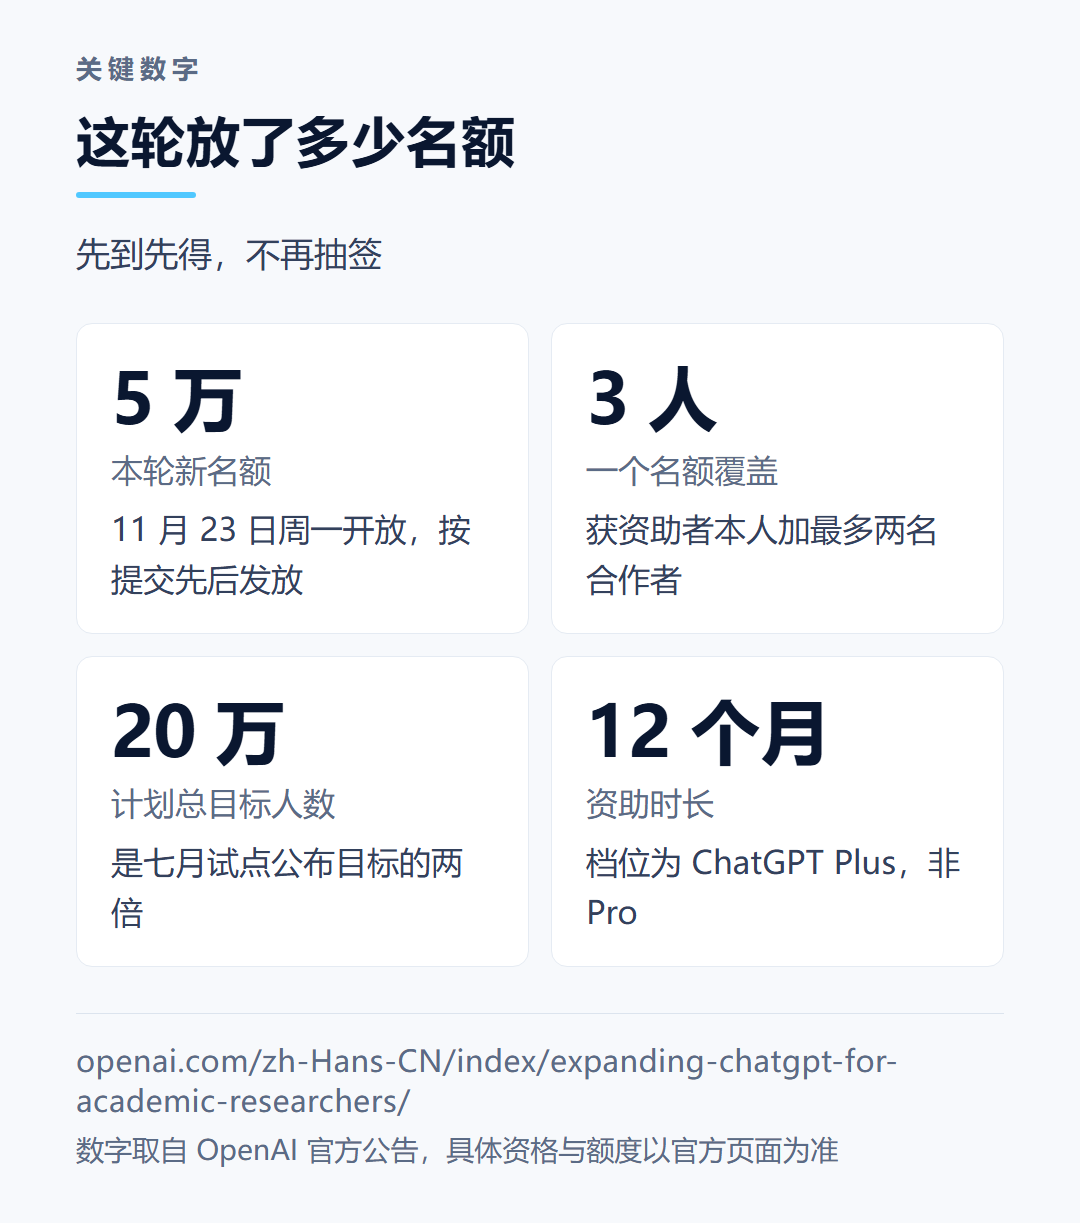 关键数字
这轮放了多少名额
先到先得，不再抽签
5 万
本轮新名额
11 月 23 日周一开放，按
提交先后发放
3 人
一个名额覆盖
获资助者本人加最多两名
合作者
20 万
计划总目标人数
是七月试点公布目标的两
倍
12 个月
资助时长
档位为 ChatGPT Plus，非
Pro
openai.com/zh-Hans-CN/index/expanding-chatgpt-for-
academic-researchers/
数字取自 OpenAI 官方公告，具体资格与额度以官方页面为准